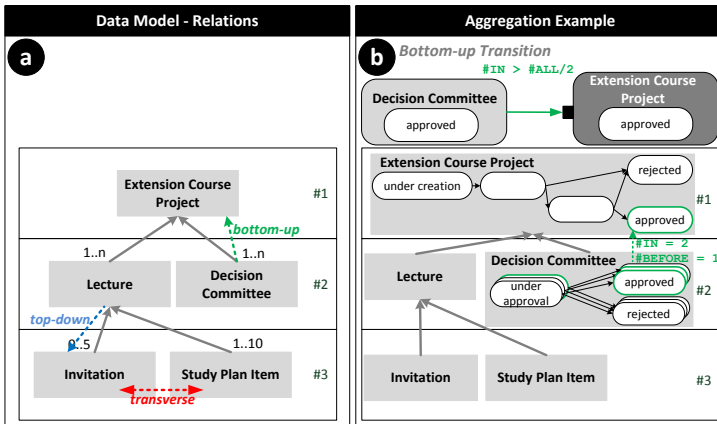 Data Model - Relations
a
Extension Course
Project
#1
bottom-up
1..n
1..n
Lecture
Decision
Committee
#2
top-down
0..5
1..10
Invitation
Study Plan Item
#3
transverse
Aggregation Example
b
Bottom-up Transition
#IN > #ALL/2
Decision Committee
approved
Extension Course
Project
approved
Extension Course Project
under creation
rejected
approved
#1
#IN = 2
#BEFORE = 1
Lecture
Decision Committee
under
approval
approved
rejected
#2
Invitation
Study Plan Item
#3